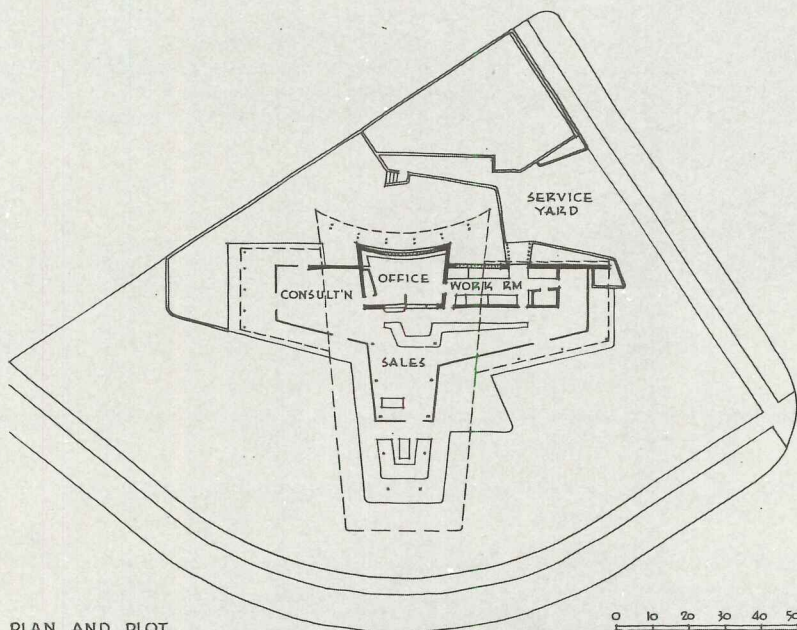 SERVICE
YARD
OFFICE
CONSULT'N
WORK RM
SALES
PLAN AND PLOT
0 10 20 30 40 50